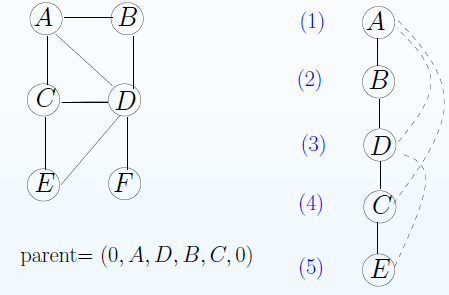 A B
C D
E F
parent= (0, A, D, B, C, 0)
(1) A
(2) B
(3) D
(4) C
(5) E